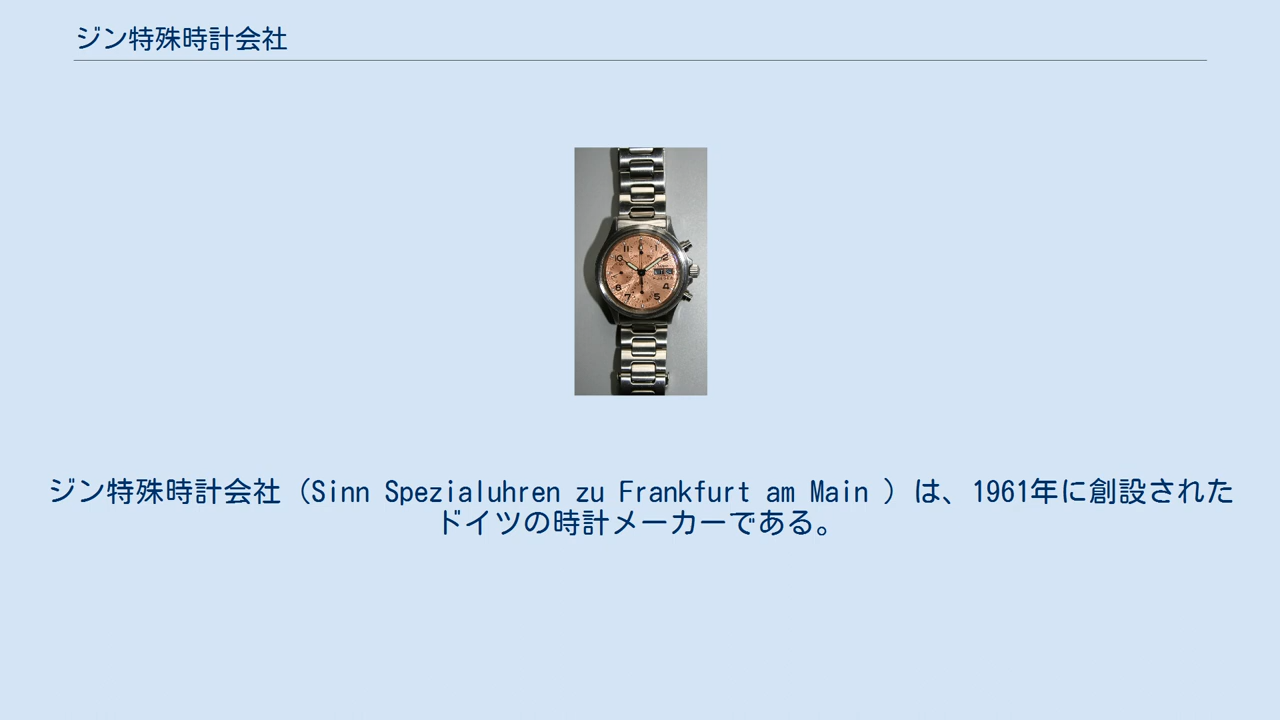 ジン特殊時計会社
ジン特殊時計会社（Sinn Spezialuhren zu Frankfurt am Main ）は、1961年に創設された
ドイツの時計メーカーである。